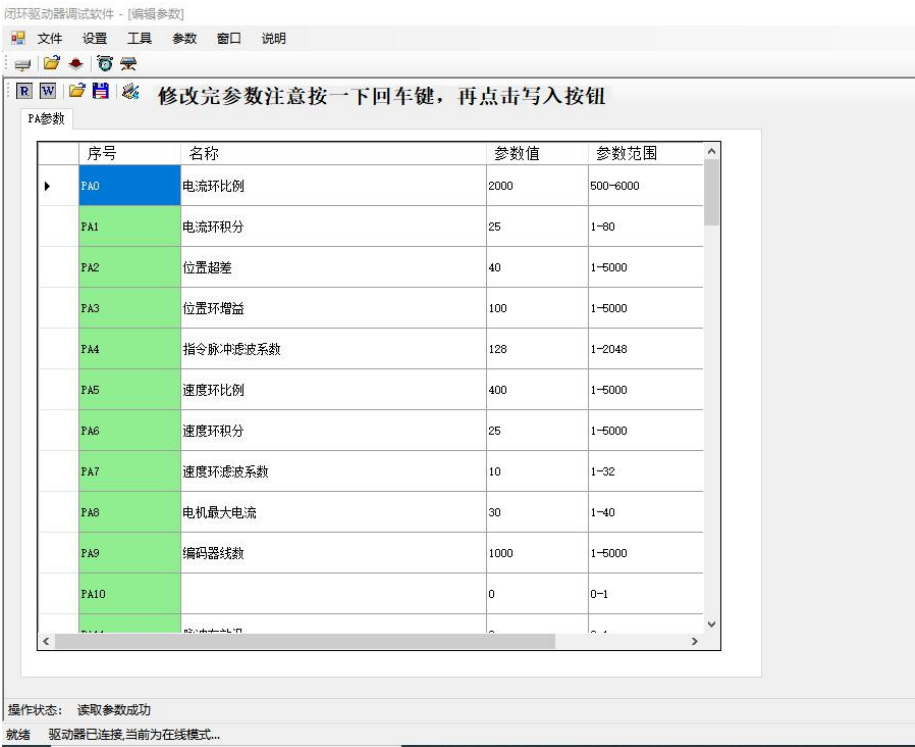 闭环驱动器调试软件 - [编辑参数]
文件 设置 工具 参数 窗口 说明
R W 修改完参数注意按一下回车键，再点击写入按钮
PA参数
序号 名称 参数值 参数范围
PA0 电流环比例 2000 500-6000
PA1 电流环积分 25 1-80
PA2 位置超差 40 1-5000
PA3 位置环增益 100 1-5000
PA4 指令脉冲滤波系数 128 1-2048
PA5 速度环比例 400 1-5000
PA6 速度环积分 25 1-5000
PA7 速度环滤波系数 10 1-32
PA8 电机最大电流 30 1-40
PA9 编码器线数 1000 1-5000
PA10 0 0-1
操作状态: 读取参数成功
就绪 驱动器已连接,当前为在线模式...